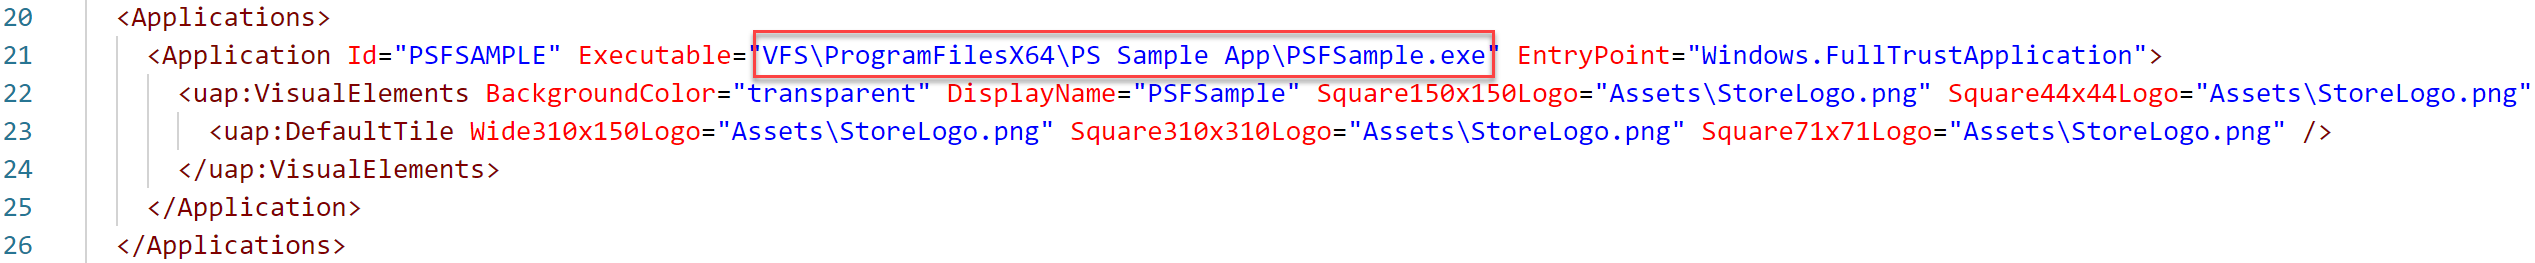 20 <Applications>
21 <Application Id="PSFSAMPLE" Executable="VFS\ProgramFilesX64\PS Sample App\PSFSample.exe" EntryPoint="Windows.FullTrustApplication">
22 <uap:VisualElements BackgroundColor="transparent" DisplayName="PSFSample" Square150x150Logo="Assets\StoreLogo.png" Square44x44Logo="Assets\StoreLogo.png"
23 <uap:DefaultTile Wide310x150Logo="Assets\StoreLogo.png" Square310x310Logo="Assets\StoreLogo.png" Square71x71Logo="Assets\StoreLogo.png" />
24 </uap:VisualElements>
25 </Application>
26 </Applications>